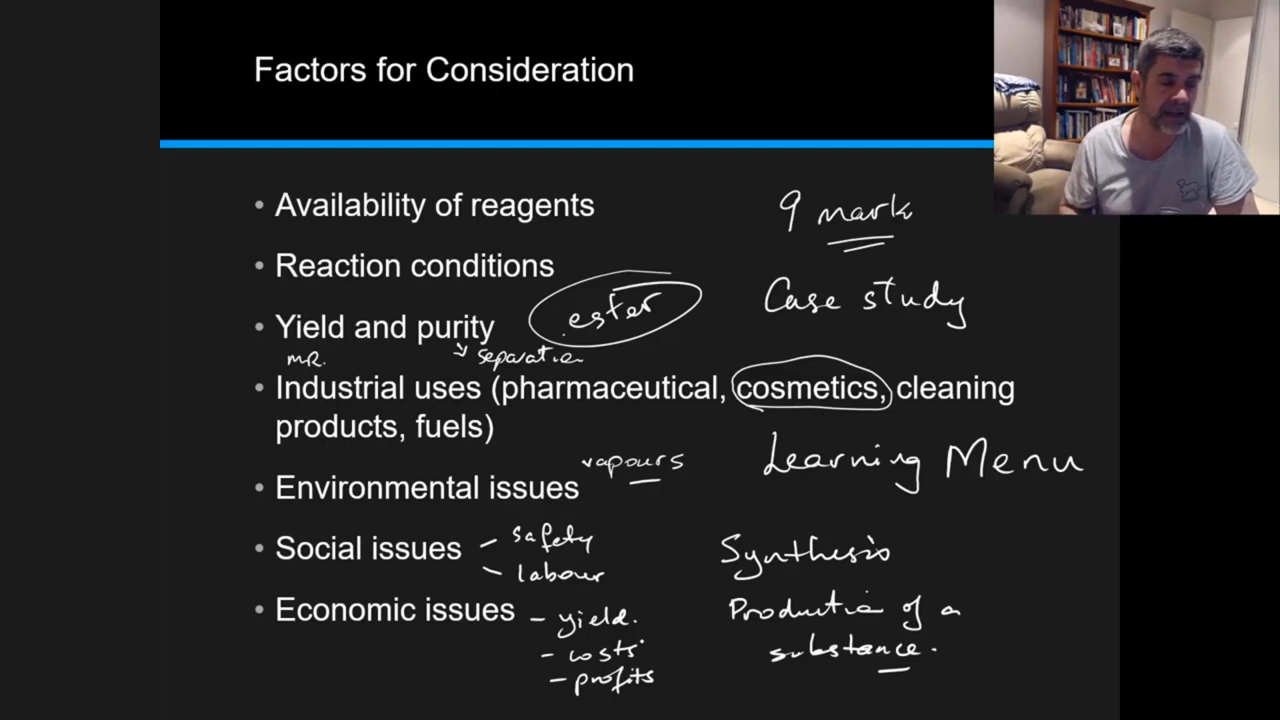 Factors for Consideration
• Availability of reagents
9 mark
• Reaction conditions
ester
Case study
• Yield and purity
mR. separation
• Industrial uses (pharmaceutical, cosmetics, cleaning
products, fuels)
vapours
Learning Menu
• Environmental issues
• Social issues
- safety
- labour
Synthesis
• Economic issues
- yield.
- costs
- profits
Production of a
substance.